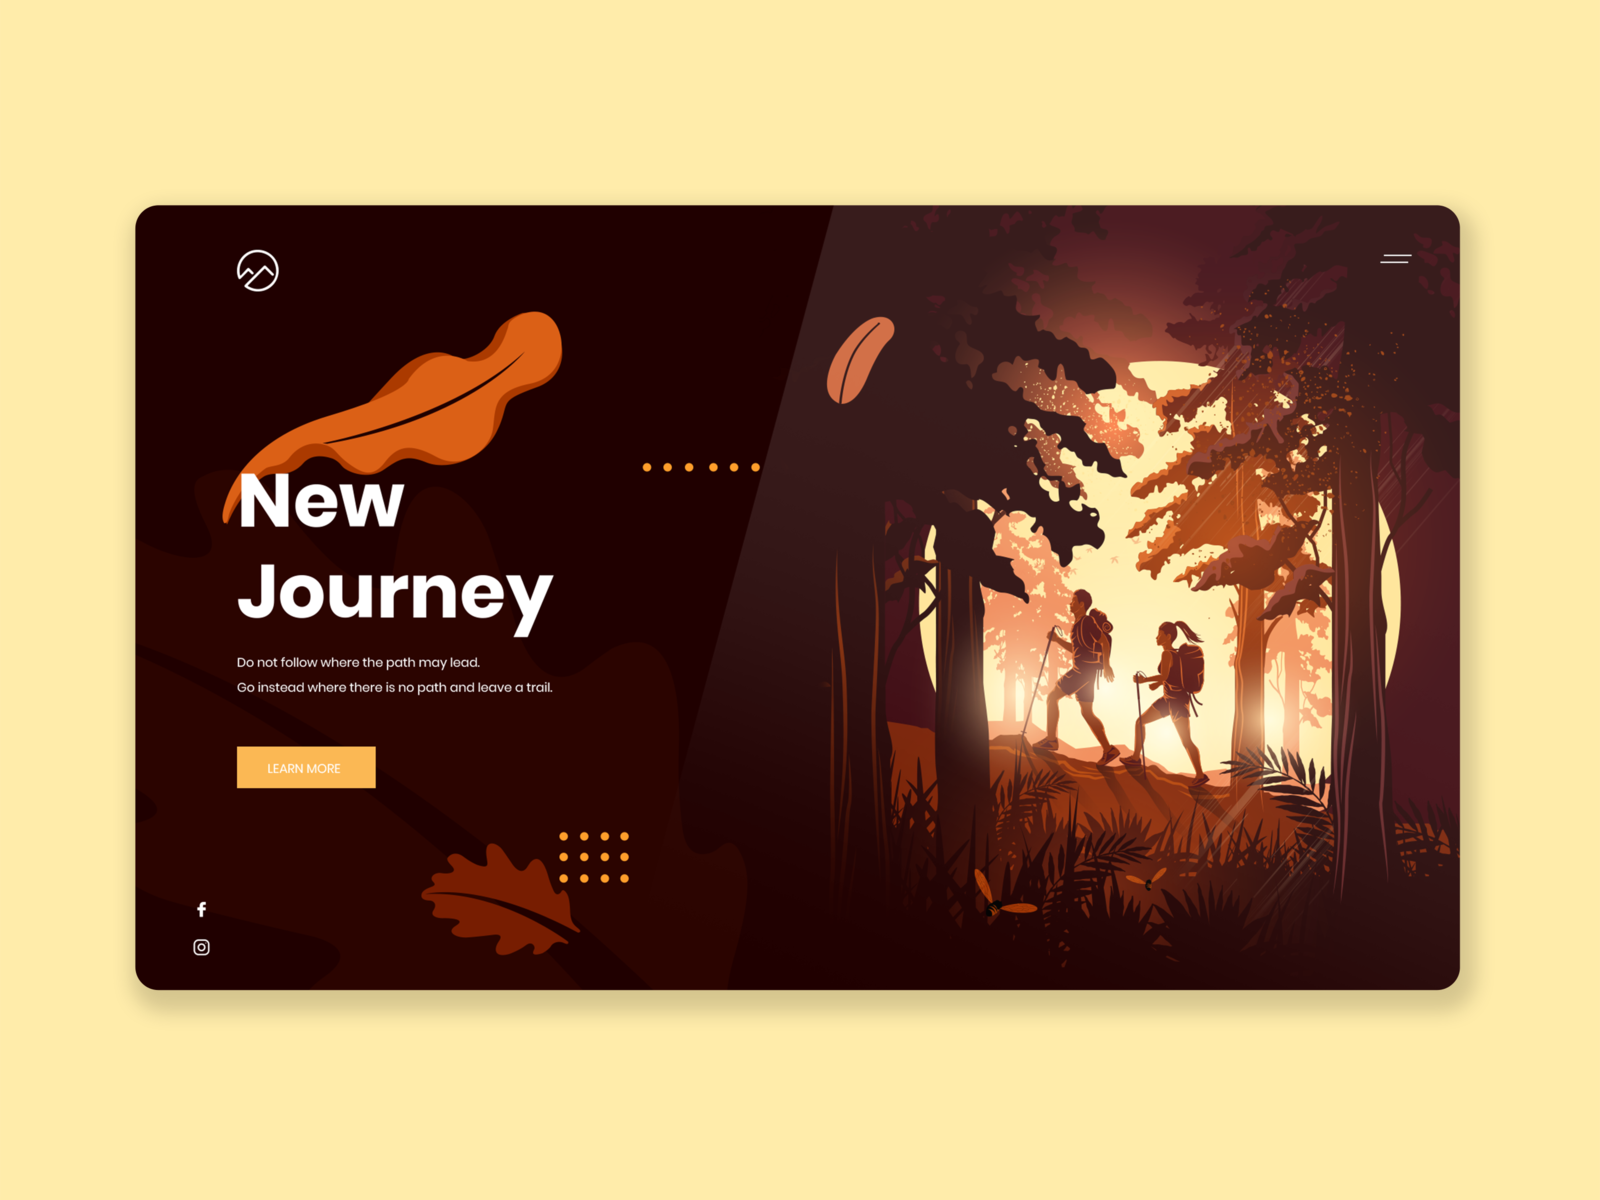 New
Journey
Do not follow where the path may lead.
Go instead where there is no path and leave a trail.
LEARN MORE